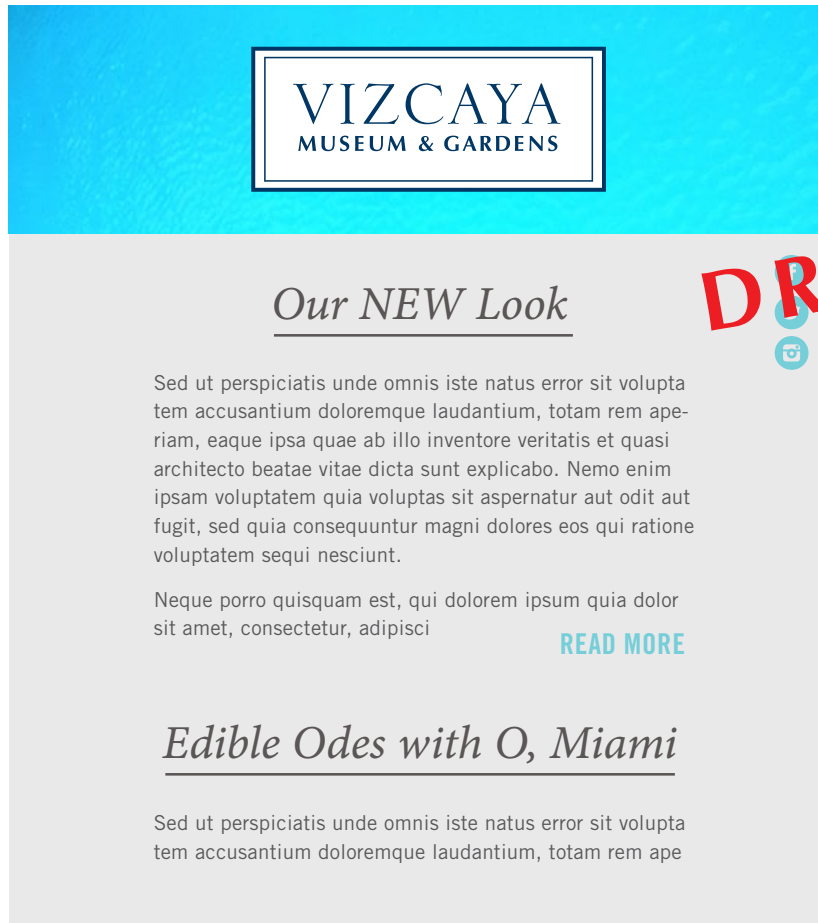 VIZCAYA
MUSEUM & GARDENS
Our NEW Look
D R
Sed ut perspiciatis unde omnis iste natus error sit volupta
tem accusantium doloremque laudantium, totam rem ape-
riam, eaque ipsa quae ab illo inventore veritatis et quasi
architecto beatae vitae dicta sunt explicabo. Nemo enim
ipsam voluptatem quia voluptas sit aspernatur aut odit aut
fugit, sed quia consequuntur magni dolores eos qui ratione
voluptatem sequi nesciunt.
Neque porro quisquam est, qui dolorem ipsum quia dolor
sit amet, consectetur, adipisci
READ MORE
Edible Odes with O, Miami
Sed ut perspiciatis unde omnis iste natus error sit volupta
tem accusantium doloremque laudantium, totam rem ape